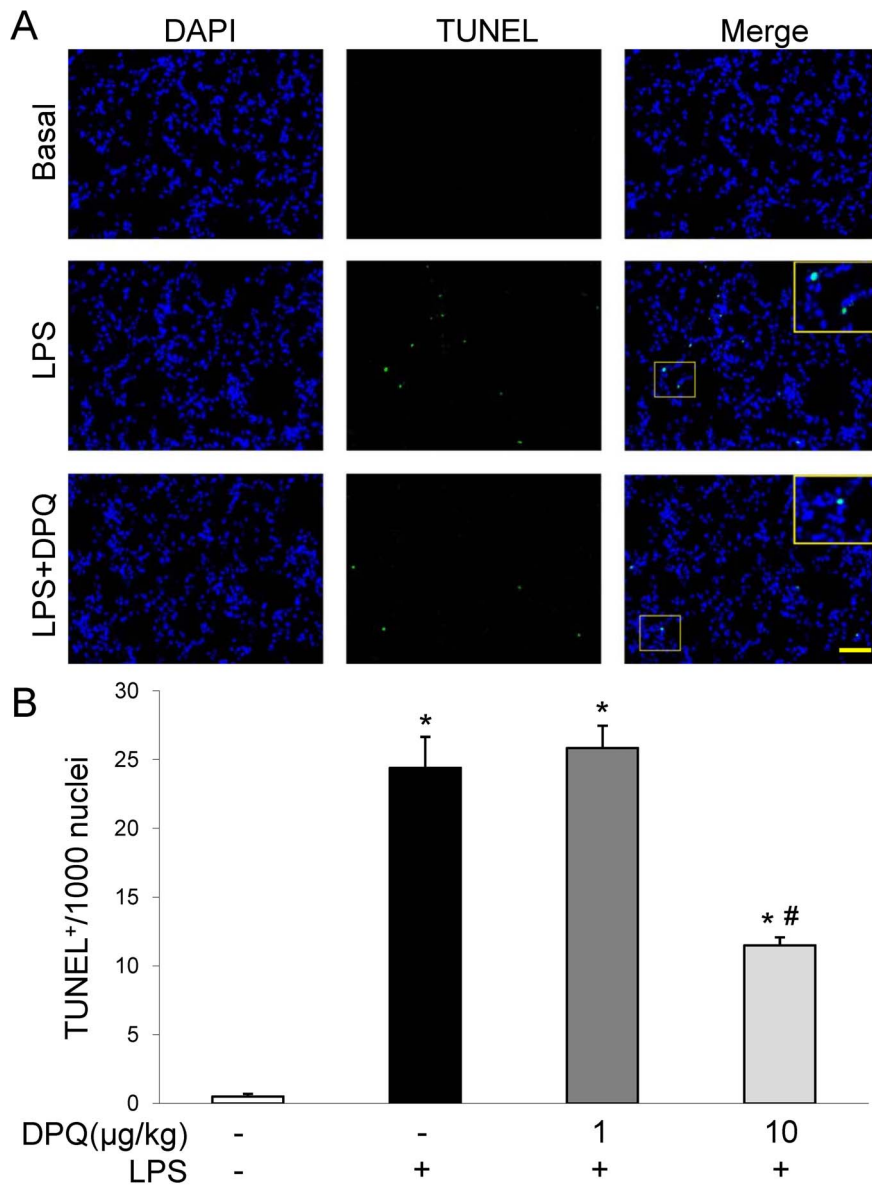 A
DAPI TUNEL Merge
Basal
LPS
LPS+DPQ
B
TUNEL⁺/1000 nuclei
30
25
20
15
10
5
0
*
*
* #
DPQ(µg/kg) - - 1 10
LPS - + + +